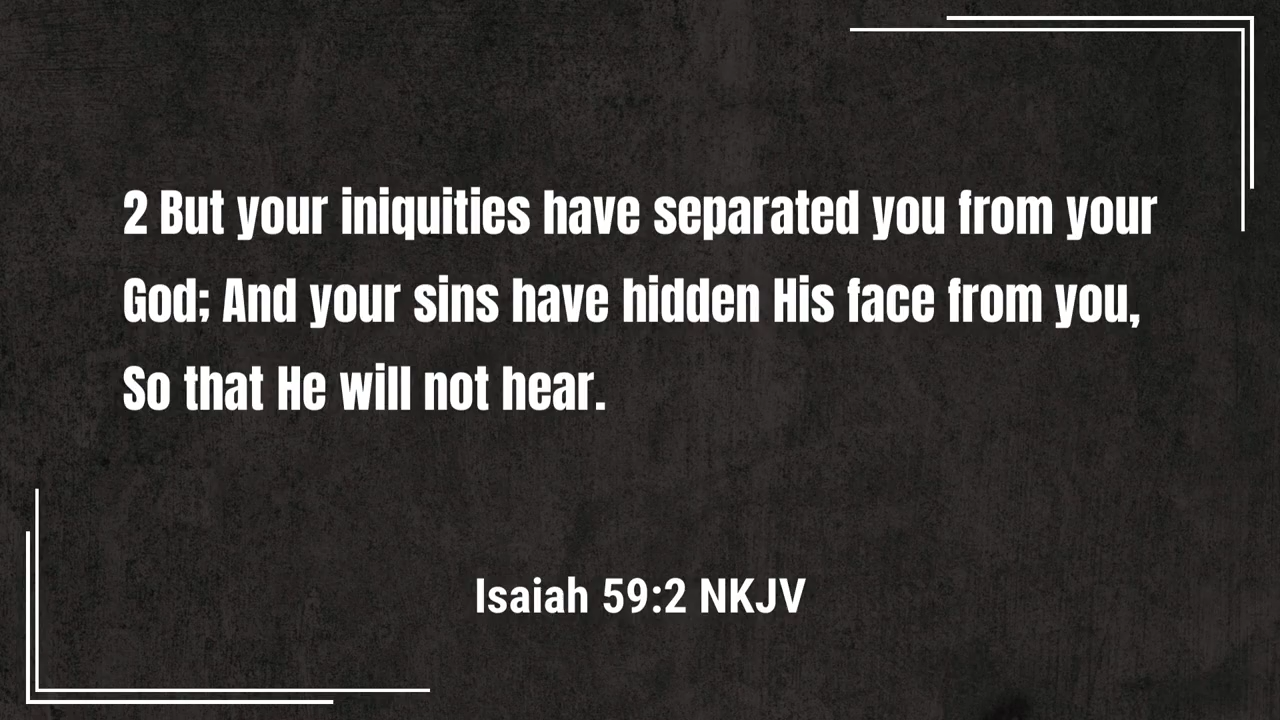 2 But your iniquities have separated you from your
God; And your sins have hidden His face from you,
So that He will not hear.
Isaiah 59:2 NKJV